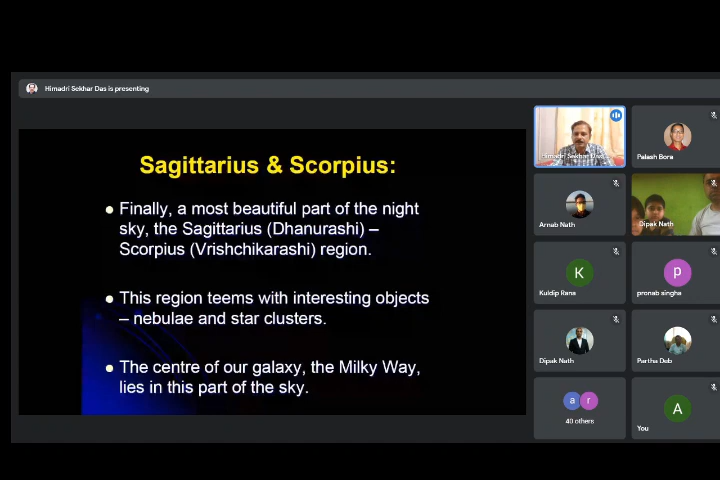 Himadri Sekhar Das is presenting
Sagittarius & Scorpius:
Finally, a most beautiful part of the night
sky, the Sagittarius (Dhanurashi) –
Scorpius (Vrishchikarashi) region.
This region teems with interesting objects
– nebulae and star clusters.
The centre of our galaxy, the Milky Way,
lies in this part of the sky.
Himadri Sekhar Das
Palash Bora
Arnab Nath
Dipak Nath
K
Kuldip Rana
p
pronab singha
Dipak Nath
Partha Deb
a r
40 others
A
You